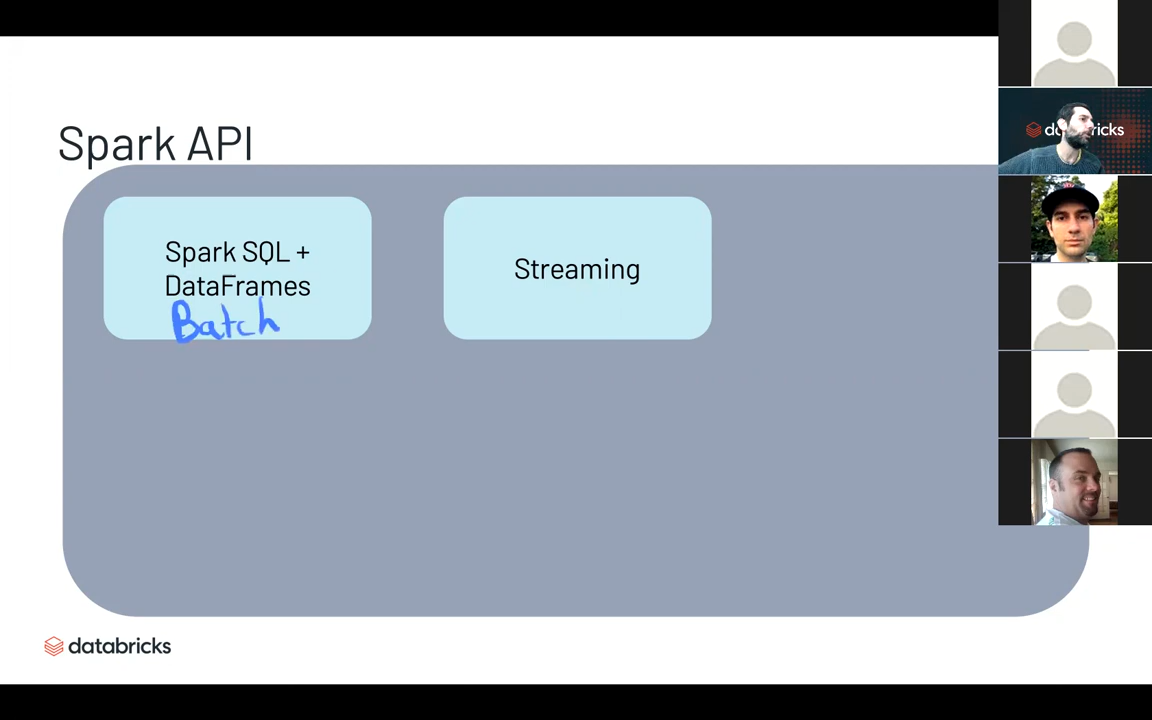 Spark API
Spark SQL +
DataFrames
Batch
Streaming
databricks